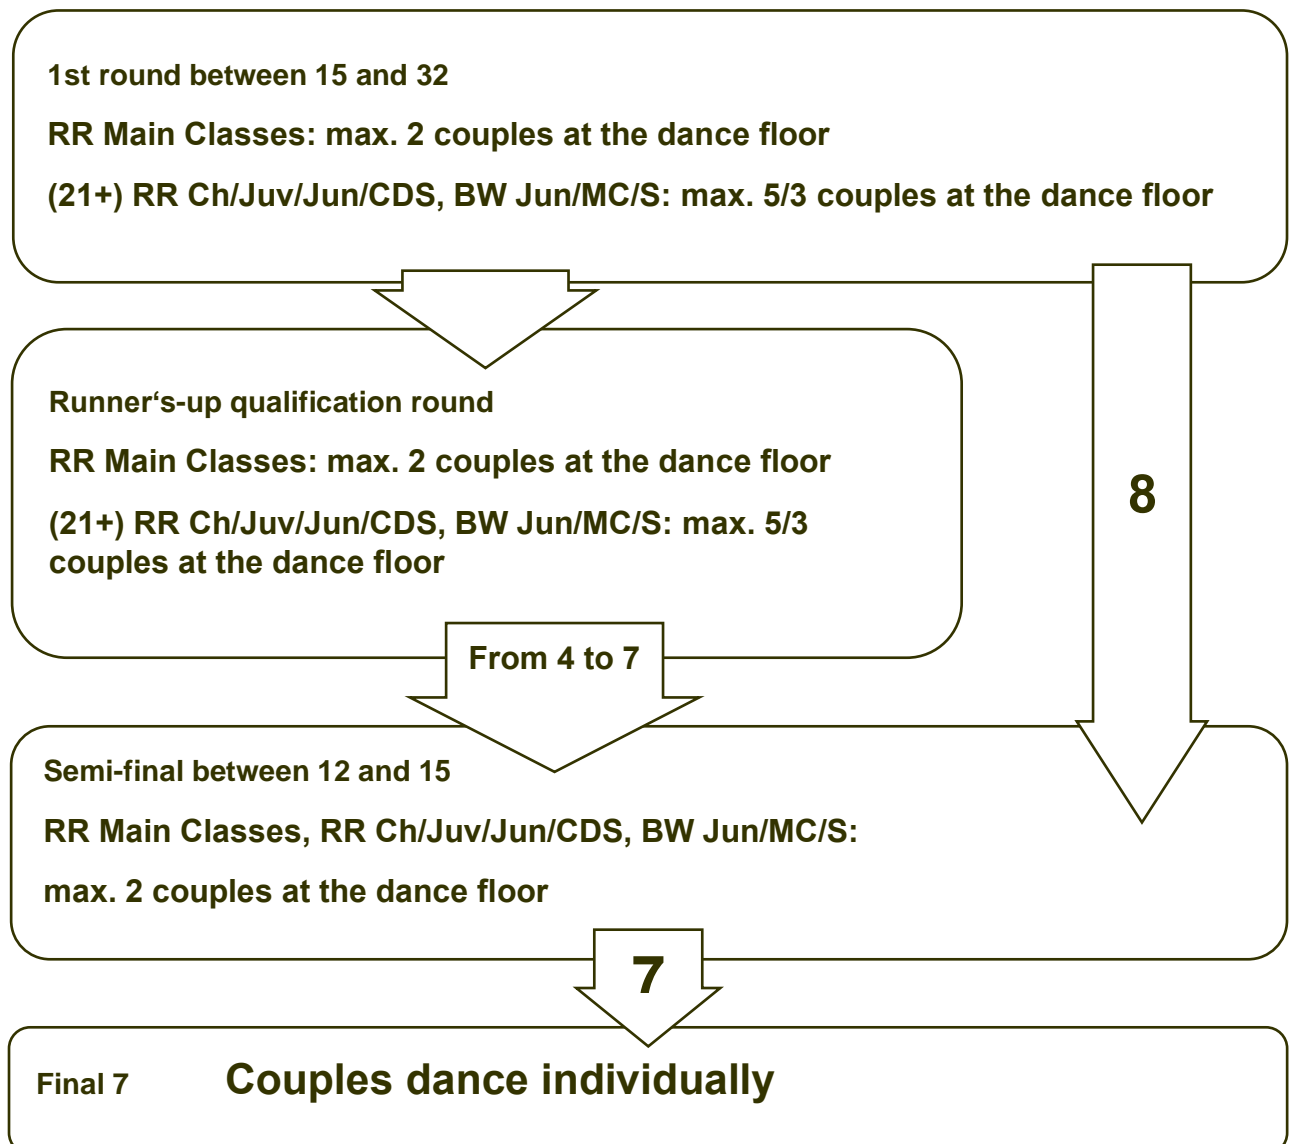 1st round between 15 and 32
RR Main Classes: max. 2 couples at the dance floor
(21+) RR Ch/Juv/Jun/CDS, BW Jun/MC/S: max. 5/3 couples at the dance floor
Runner‘s-up qualification round
RR Main Classes: max. 2 couples at the dance floor
(21+) RR Ch/Juv/Jun/CDS, BW Jun/MC/S: max. 5/3
couples at the dance floor
8
From 4 to 7
Semi-final between 12 and 15
RR Main Classes, RR Ch/Juv/Jun/CDS, BW Jun/MC/S:
max. 2 couples at the dance floor
7
Final 7 Couples dance individually